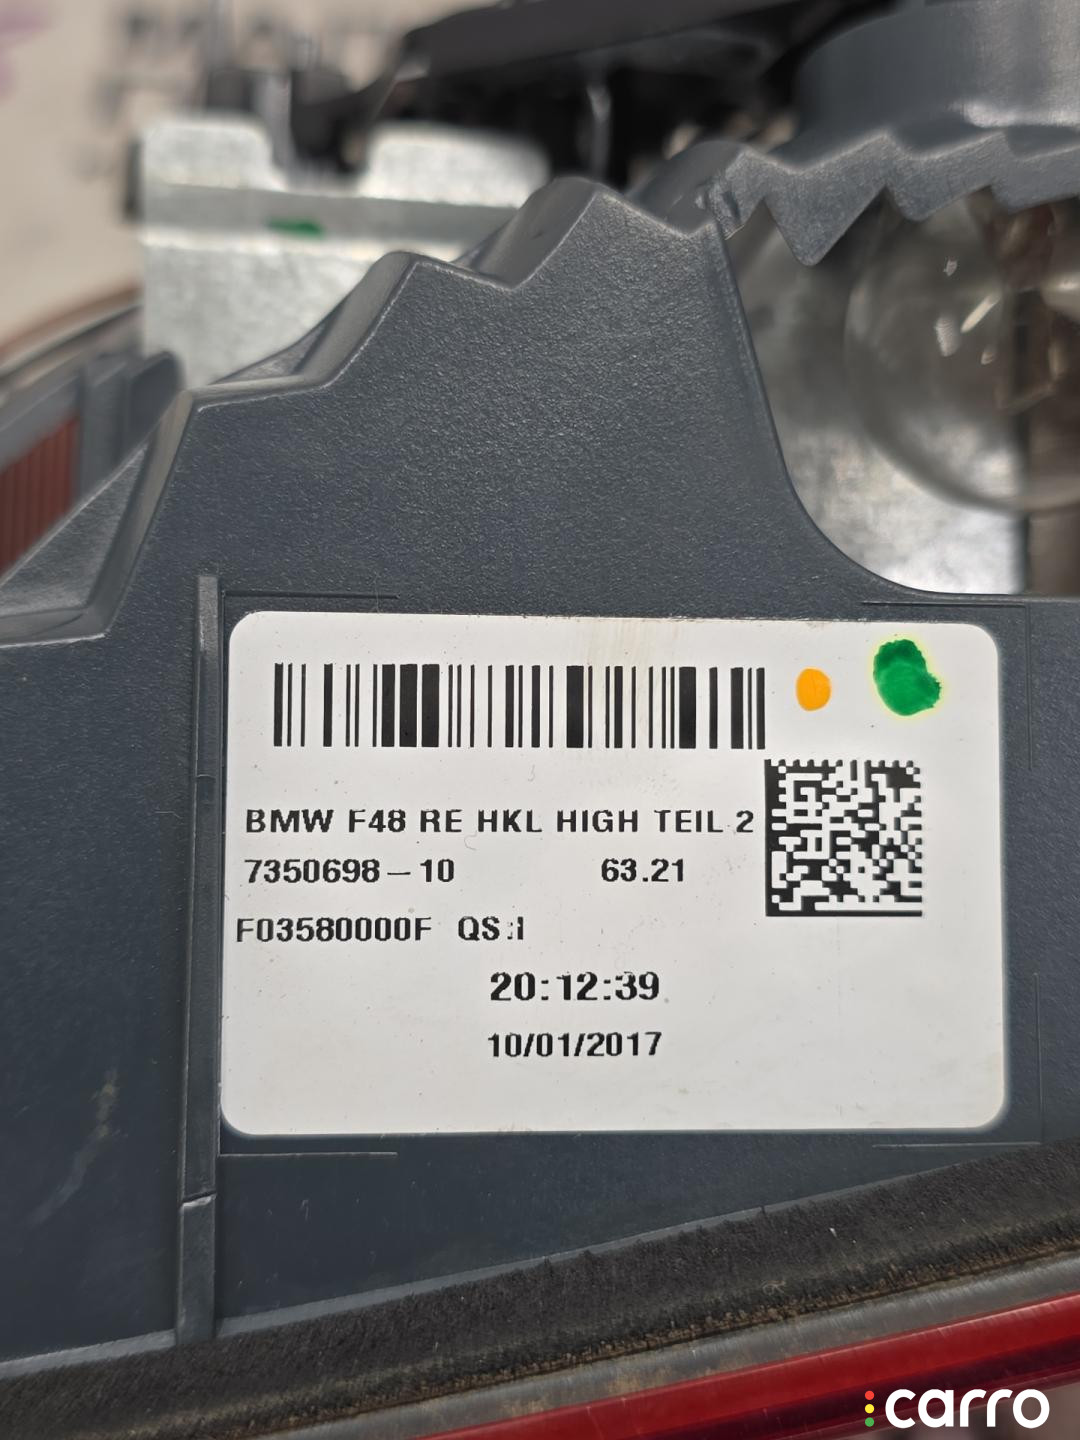 BMW F48 RE HKL HIGH TEIL 2
7350698-10 63.21
F03580000F QS:I
20:12:39
10/01/2017
carro